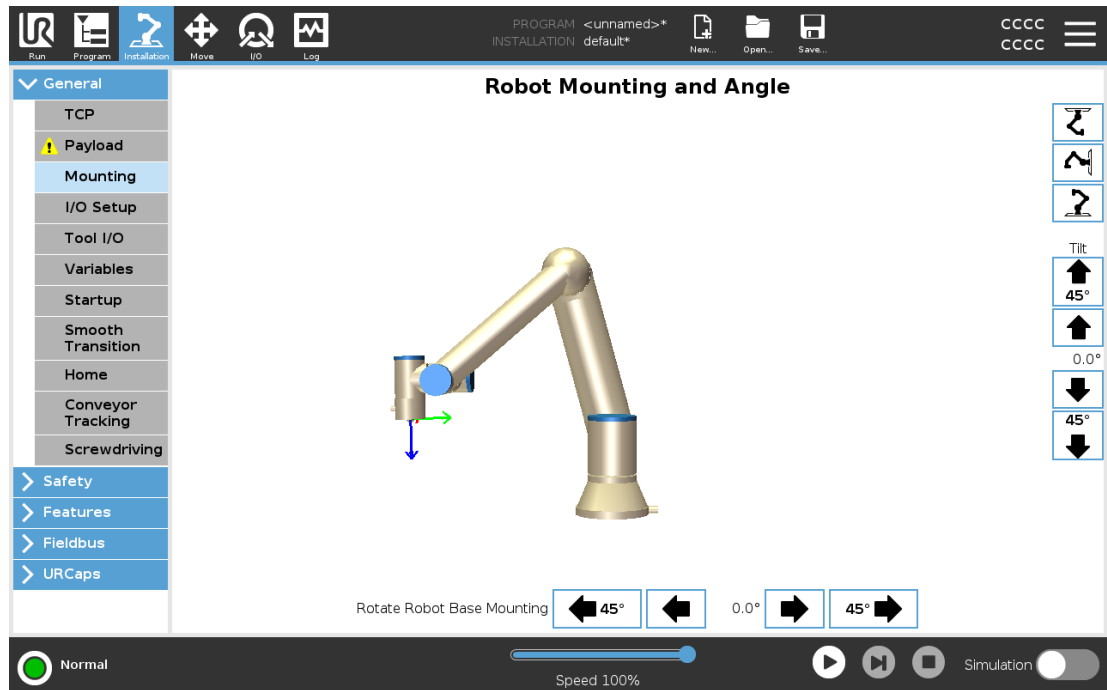 PROGRAM <unnamed>*
INSTALLATION default*
CCCC
CCCC
UR
Run
Program
Installation
Move
I/O
Log
New...
Open...
Save...
General
TCP
Payload
Mounting
I/O Setup
Tool I/O
Variables
Startup
Smooth
Transition
Home
Conveyor
Tracking
Screwdriving
Safety
Features
Fieldbus
URCaps
Robot Mounting and Angle
Tilt
45°
0.0°
45°
Rotate Robot Base Mounting
45°
0.0°
45°
Normal
Speed 100%
Simulation